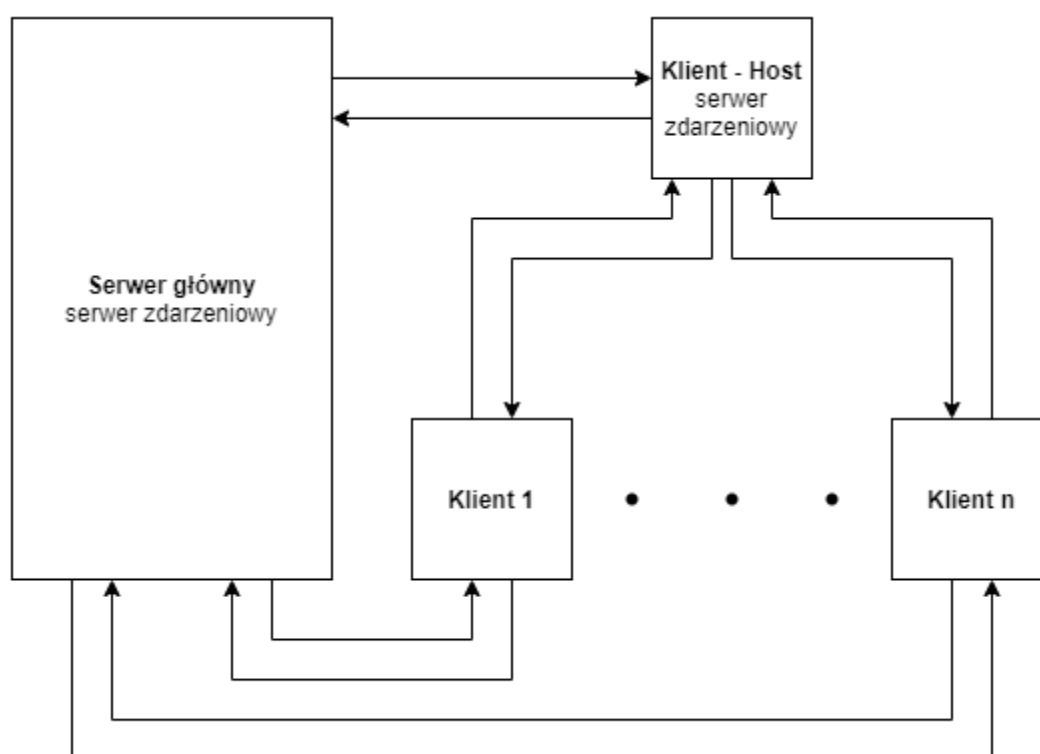 Klient - Host
serwer
zdarzeniowy
Serwer główny
serwer zdarzeniowy
Klient 1
Klient n